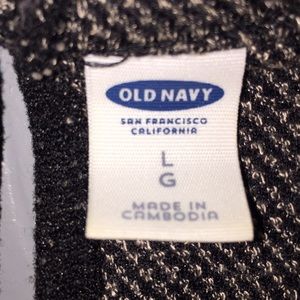 OLD NAVY
SAN FRANCISCO
CALIFORNIA
L
G
MADE IN
CAMBODIA